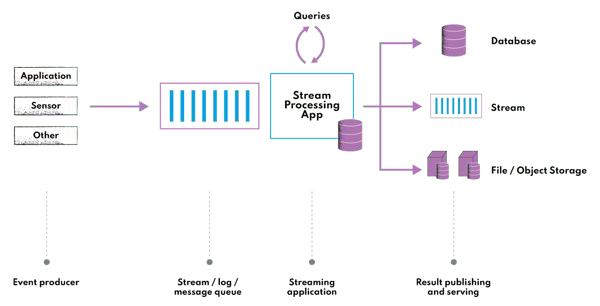 Queries
Application
Sensor
Other
Stream
Processing
App
Database
Stream
File / Object Storage
Event producer
Stream / log /
message queue
Streaming
application
Result publishing
and serving